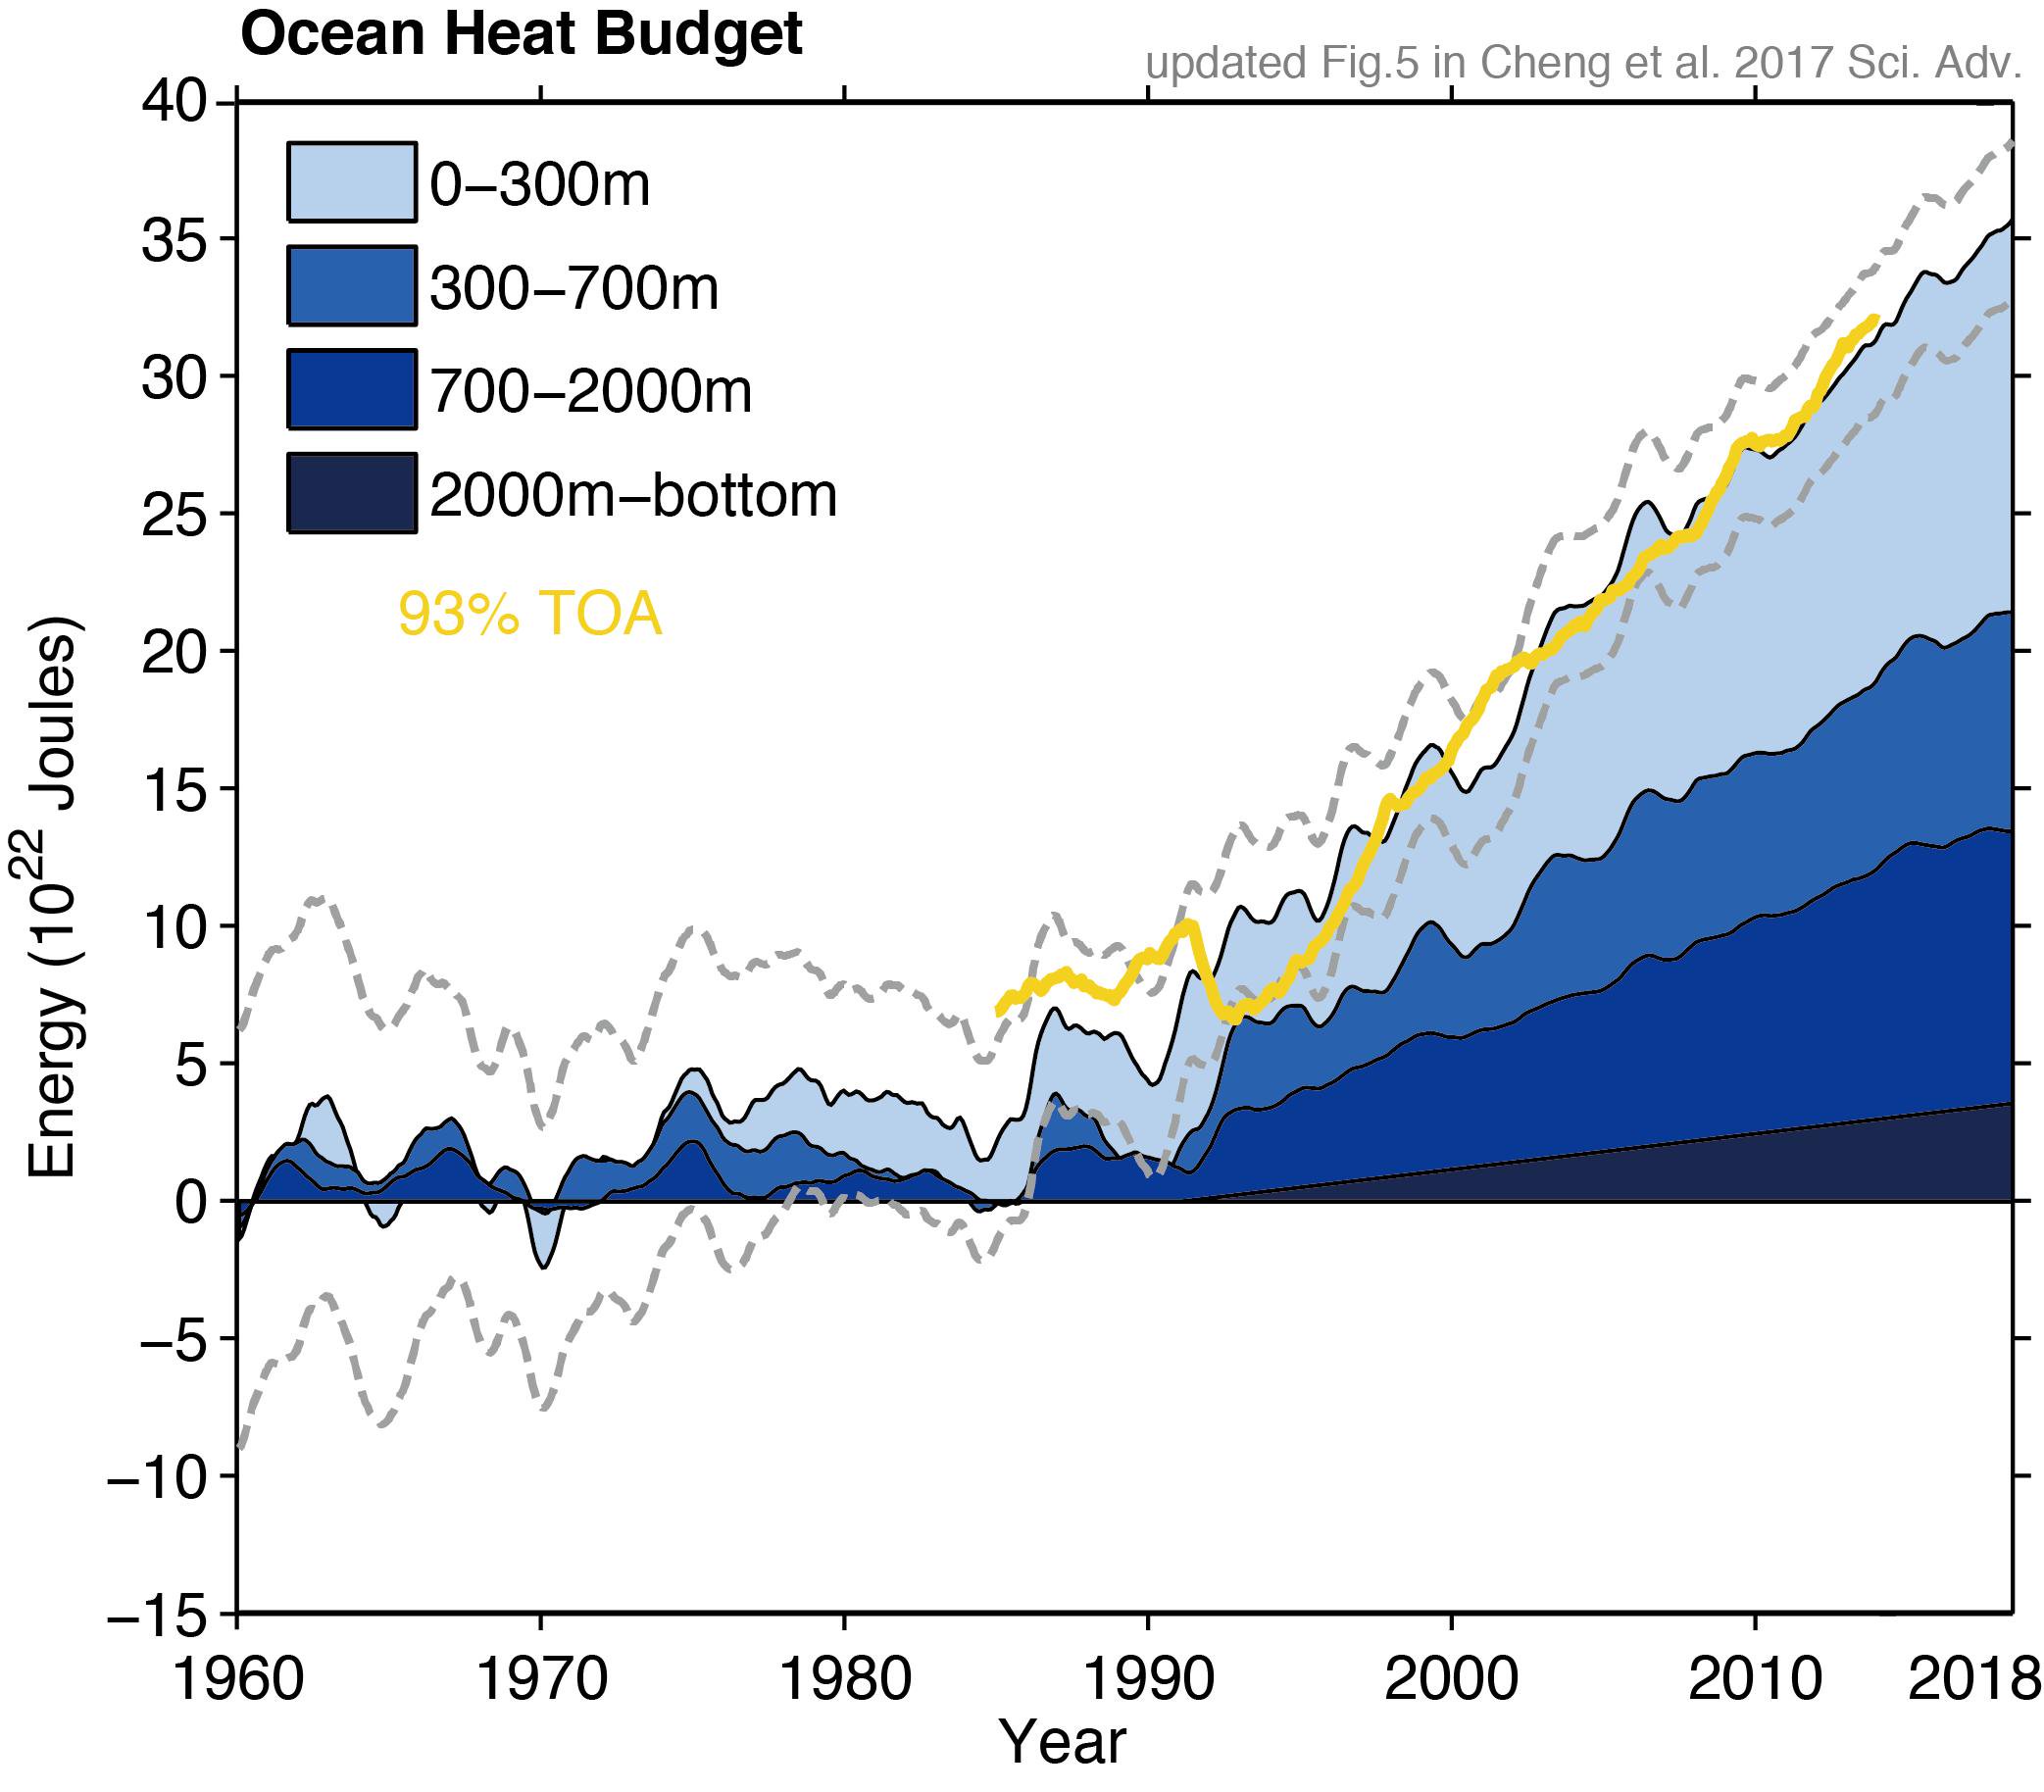 Ocean Heat Budget
updated Fig.5 in Cheng et al. 2017 Sci. Adv.
0−300m
300−700m
700−2000m
2000m−bottom
93% TOA
Energy (10²² Joules)
40
35
30
25
20
15
10
5
0
−5
−10
−15
1960 1970 1980 1990 2000 2010 2018
Year